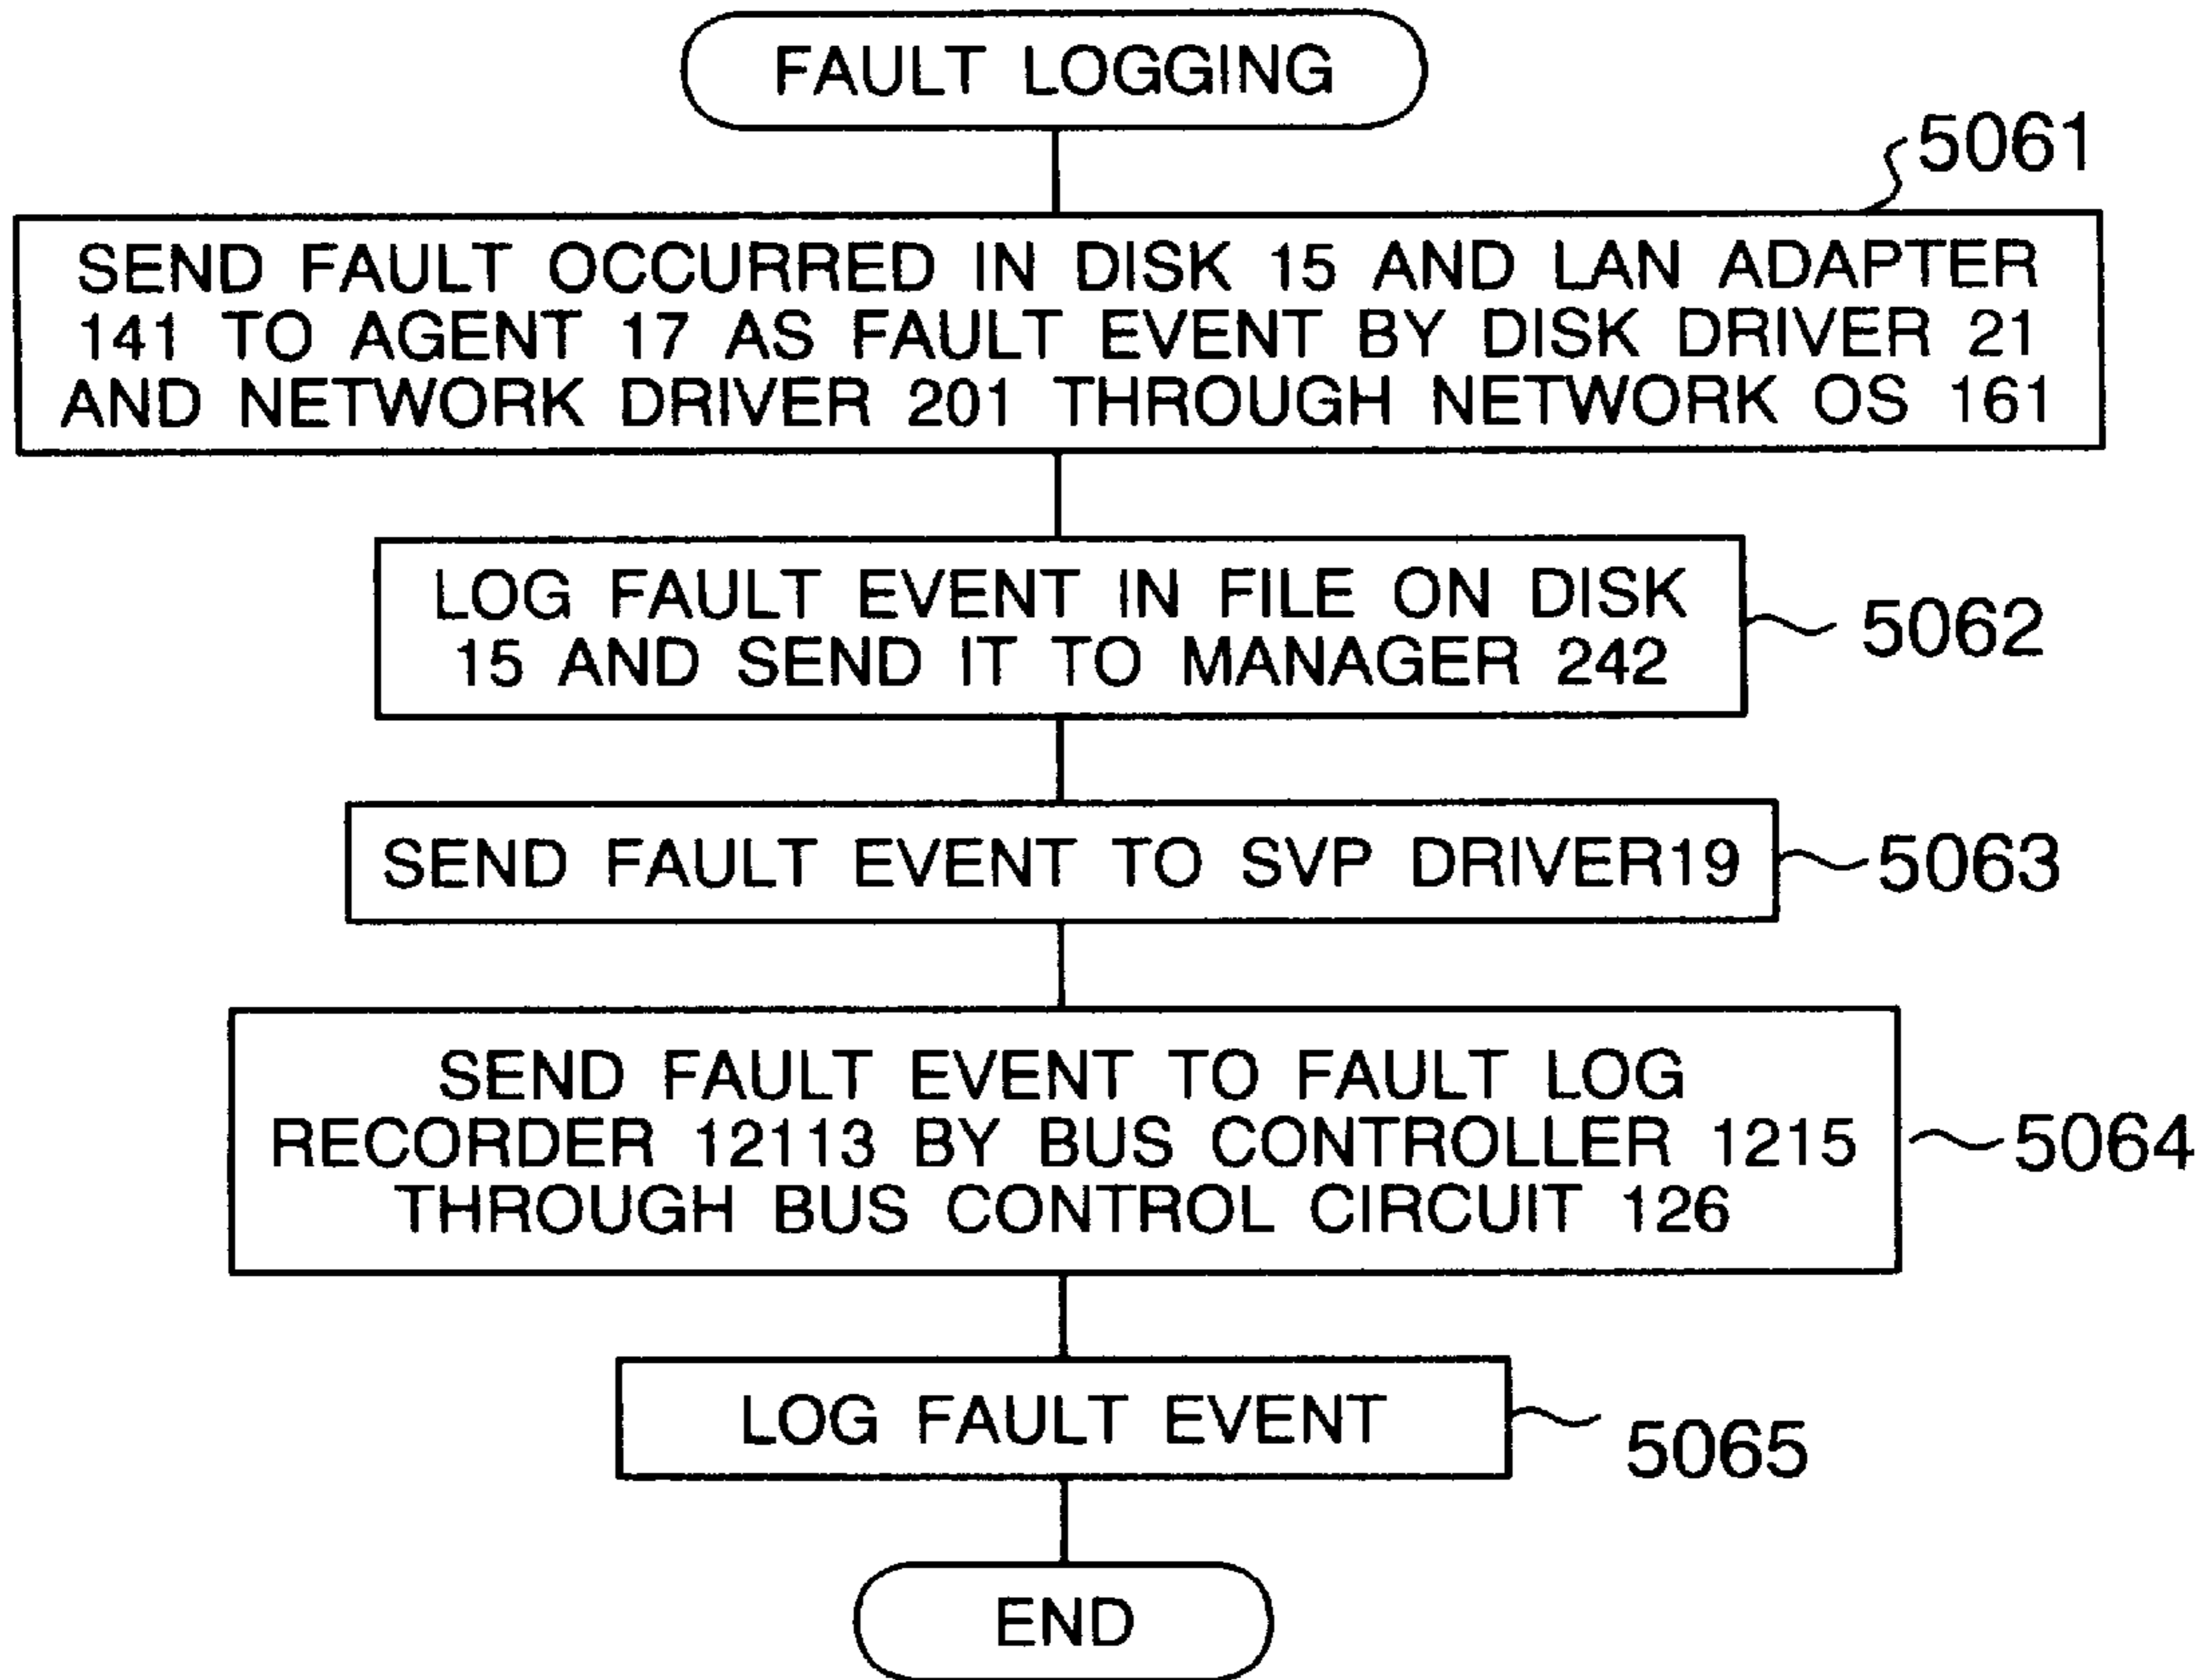 FAULT LOGGING
5061
SEND FAULT OCCURRED IN DISK 15 AND LAN ADAPTER
141 TO AGENT 17 AS FAULT EVENT BY DISK DRIVER 21
AND NETWORK DRIVER 201 THROUGH NETWORK OS 161
LOG FAULT EVENT IN FILE ON DISK
15 AND SEND IT TO MANAGER 242
5062
SEND FAULT EVENT TO SVP DRIVER19
5063
SEND FAULT EVENT TO FAULT LOG
RECORDER 12113 BY BUS CONTROLLER 1215
THROUGH BUS CONTROL CIRCUIT 126
5064
LOG FAULT EVENT
5065
END